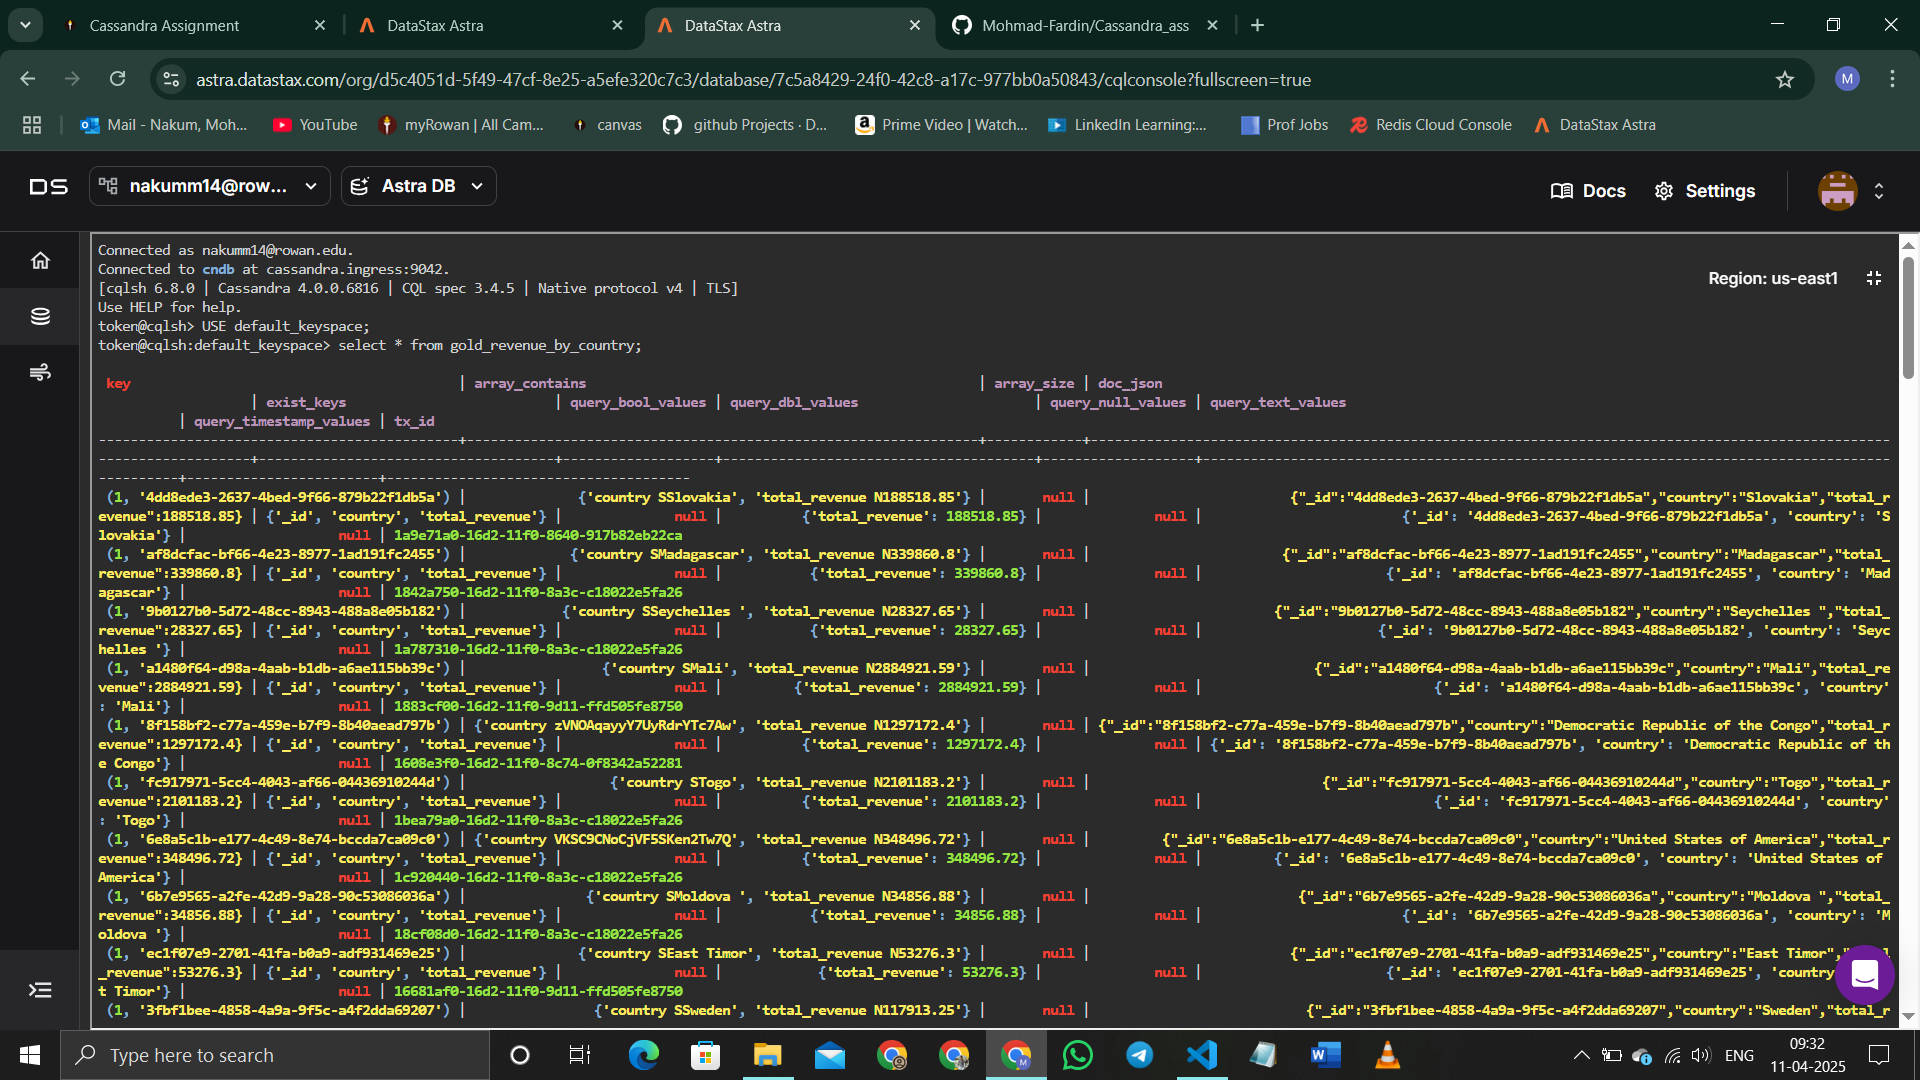 Cassandra Assignment
DataStax Astra
DataStax Astra
Mohmad-Fardin/Cassandra_ass
astra.datastax.com/org/d5c4051d-5f49-47cf-8e25-a5efe320c7c3/database/7c5a8429-24f0-42c8-a17c-977bb0a50843/cqlconsole?fullscreen=true
M
Mail - Nakum, Moh...
YouTube
myRowan | All Cam...
canvas
github Projects · D...
Prime Video | Watch...
LinkedIn Learning:...
Prof Jobs
Redis Cloud Console
DataStax Astra
DS
nakumm14@row...
Astra DB
Docs
Settings
Region: us-east1
Connected as nakumm14@rowan.edu.
Connected to cndb at cassandra.ingress:9042.
[cqlsh 6.8.0 | Cassandra 4.0.0.6816 | CQL spec 3.4.5 | Native protocol v4 | TLS]
Use HELP for help.
token@cqlsh> USE default_keyspace;
token@cqlsh:default_keyspace> select * from gold_revenue_by_country;
key | array_contains | array_size | doc_json
| exist_keys | query_bool_values | query_dbl_values | query_null_values | query_text_values
| query_timestamp_values | tx_id
(1, '4dd8ede3-2637-4bed-9f66-879b22f1db5a') | {'country SSlovakia', 'total_revenue N188518.85'} | null | {"_id":"4dd8ede3-2637-4bed-9f66-879b22f1db5a","country":"Slovakia","total_r
evenue":188518.85} | {'_id', 'country', 'total_revenue'} | null | {'total_revenue': 188518.85} | null | {'_id': '4dd8ede3-2637-4bed-9f66-879b22f1db5a', 'country': 'S
lovakia'} | null | 1a9e71a0-16d2-11f0-8640-917b82eb22ca
(1, 'af8dcfac-bf66-4e23-8977-1ad191fc2455') | {'country SMadagascar', 'total_revenue N339860.8'} | null | {"_id":"af8dcfac-bf66-4e23-8977-1ad191fc2455","country":"Madagascar","total_
revenue":339860.8} | {'_id', 'country', 'total_revenue'} | null | {'total_revenue': 339860.8} | null | {'_id': 'af8dcfac-bf66-4e23-8977-1ad191fc2455', 'country': 'Mad
agascar'} | null | 1842a750-16d2-11f0-8a3c-c18022e5fa26
(1, '9b0127b0-5d72-48cc-8943-488a8e05b182') | {'country SSeychelles ', 'total_revenue N28327.65'} | null | {"_id":"9b0127b0-5d72-48cc-8943-488a8e05b182","country":"Seychelles ","total_
revenue":28327.65} | {'_id', 'country', 'total_revenue'} | null | {'total_revenue': 28327.65} | null | {'_id': '9b0127b0-5d72-48cc-8943-488a8e05b182', 'country': 'Seyc
helles '} | null | 1a787310-16d2-11f0-8a3c-c18022e5fa26
(1, 'a1480f64-d98a-4aab-b1db-a6ae115bb39c') | {'country SMali', 'total_revenue N2884921.59'} | null | {"_id":"a1480f64-d98a-4aab-b1db-a6ae115bb39c","country":"Mali","total_re
venue":2884921.59} | {'_id', 'country', 'total_revenue'} | null | {'total_revenue': 2884921.59} | null | {'_id': 'a1480f64-d98a-4aab-b1db-a6ae115bb39c', 'country'
: 'Mali'} | null | 1883cf00-16d2-11f0-9d11-ffd505fe8750
(1, '8f158bf2-c77a-459e-b7f9-8b40aead797b') | {'country zVNOAqayyY7UyRdrYTc7Aw', 'total_revenue N1297172.4'} | null | {"_id":"8f158bf2-c77a-459e-b7f9-8b40aead797b","country":"Democratic Republic of the Congo","total_r
evenue":1297172.4} | {'_id', 'country', 'total_revenue'} | null | {'total_revenue': 1297172.4} | null | {'_id': '8f158bf2-c77a-459e-b7f9-8b40aead797b', 'country': 'Democratic Republic of th
e Congo'} | null | 1608e3f0-16d2-11f0-8c74-0f8342a52281
(1, 'fc917971-5cc4-4043-af66-04436910244d') | {'country STogo', 'total_revenue N2101183.2'} | null | {"_id":"fc917971-5cc4-4043-af66-04436910244d","country":"Togo","total_r
evenue":2101183.2} | {'_id', 'country', 'total_revenue'} | null | {'total_revenue': 2101183.2} | null | {'_id': 'fc917971-5cc4-4043-af66-04436910244d', 'country'
: 'Togo'} | null | 1bea79a0-16d2-11f0-8a3c-c18022e5fa26
(1, '6e8a5c1b-e177-4c49-8e74-bccda7ca09c0') | {'country VKSC9CNoCjVF5SKen2Tw7Q', 'total_revenue N348496.72'} | null | {"_id":"6e8a5c1b-e177-4c49-8e74-bccda7ca09c0","country":"United States of America","total_r
evenue":348496.72} | {'_id', 'country', 'total_revenue'} | null | {'total_revenue': 348496.72} | null | {'_id': '6e8a5c1b-e177-4c49-8e74-bccda7ca09c0', 'country': 'United States of
America'} | null | 1c920440-16d2-11f0-8a3c-c18022e5fa26
(1, '6b7e9565-a2fe-42d9-9a28-90c53086036a') | {'country SMoldova ', 'total_revenue N34856.88'} | null | {"_id":"6b7e9565-a2fe-42d9-9a28-90c53086036a","country":"Moldova ","total_
revenue":34856.88} | {'_id', 'country', 'total_revenue'} | null | {'total_revenue': 34856.88} | null | {'_id': '6b7e9565-a2fe-42d9-9a28-90c53086036a', 'country': 'M
oldova '} | null | 18cf08d0-16d2-11f0-8a3c-c18022e5fa26
(1, 'ec1f07e9-2701-41fa-b0a9-adf931469e25') | {'country SEast Timor', 'total_revenue N53276.3'} | null | {"_id":"ec1f07e9-2701-41fa-b0a9-adf931469e25","country":"East Timor","
_revenue":53276.3} | {'_id', 'country', 'total_revenue'} | null | {'total_revenue': 53276.3} | null | {'_id': 'ec1f07e9-2701-41fa-b0a9-adf931469e25', 'country
t Timor'} | null | 16681af0-16d2-11f0-9d11-ffd505fe8750
(1, '3fbf1bee-4858-4a9a-9f5c-a4f2dda69207') | {'country SSweden', 'total_revenue N117913.25'} | null | {"_id":"3fbf1bee-4858-4a9a-9f5c-a4f2dda69207","country":"Sweden","total_r
Type here to search
ENG
09:32
11-04-2025